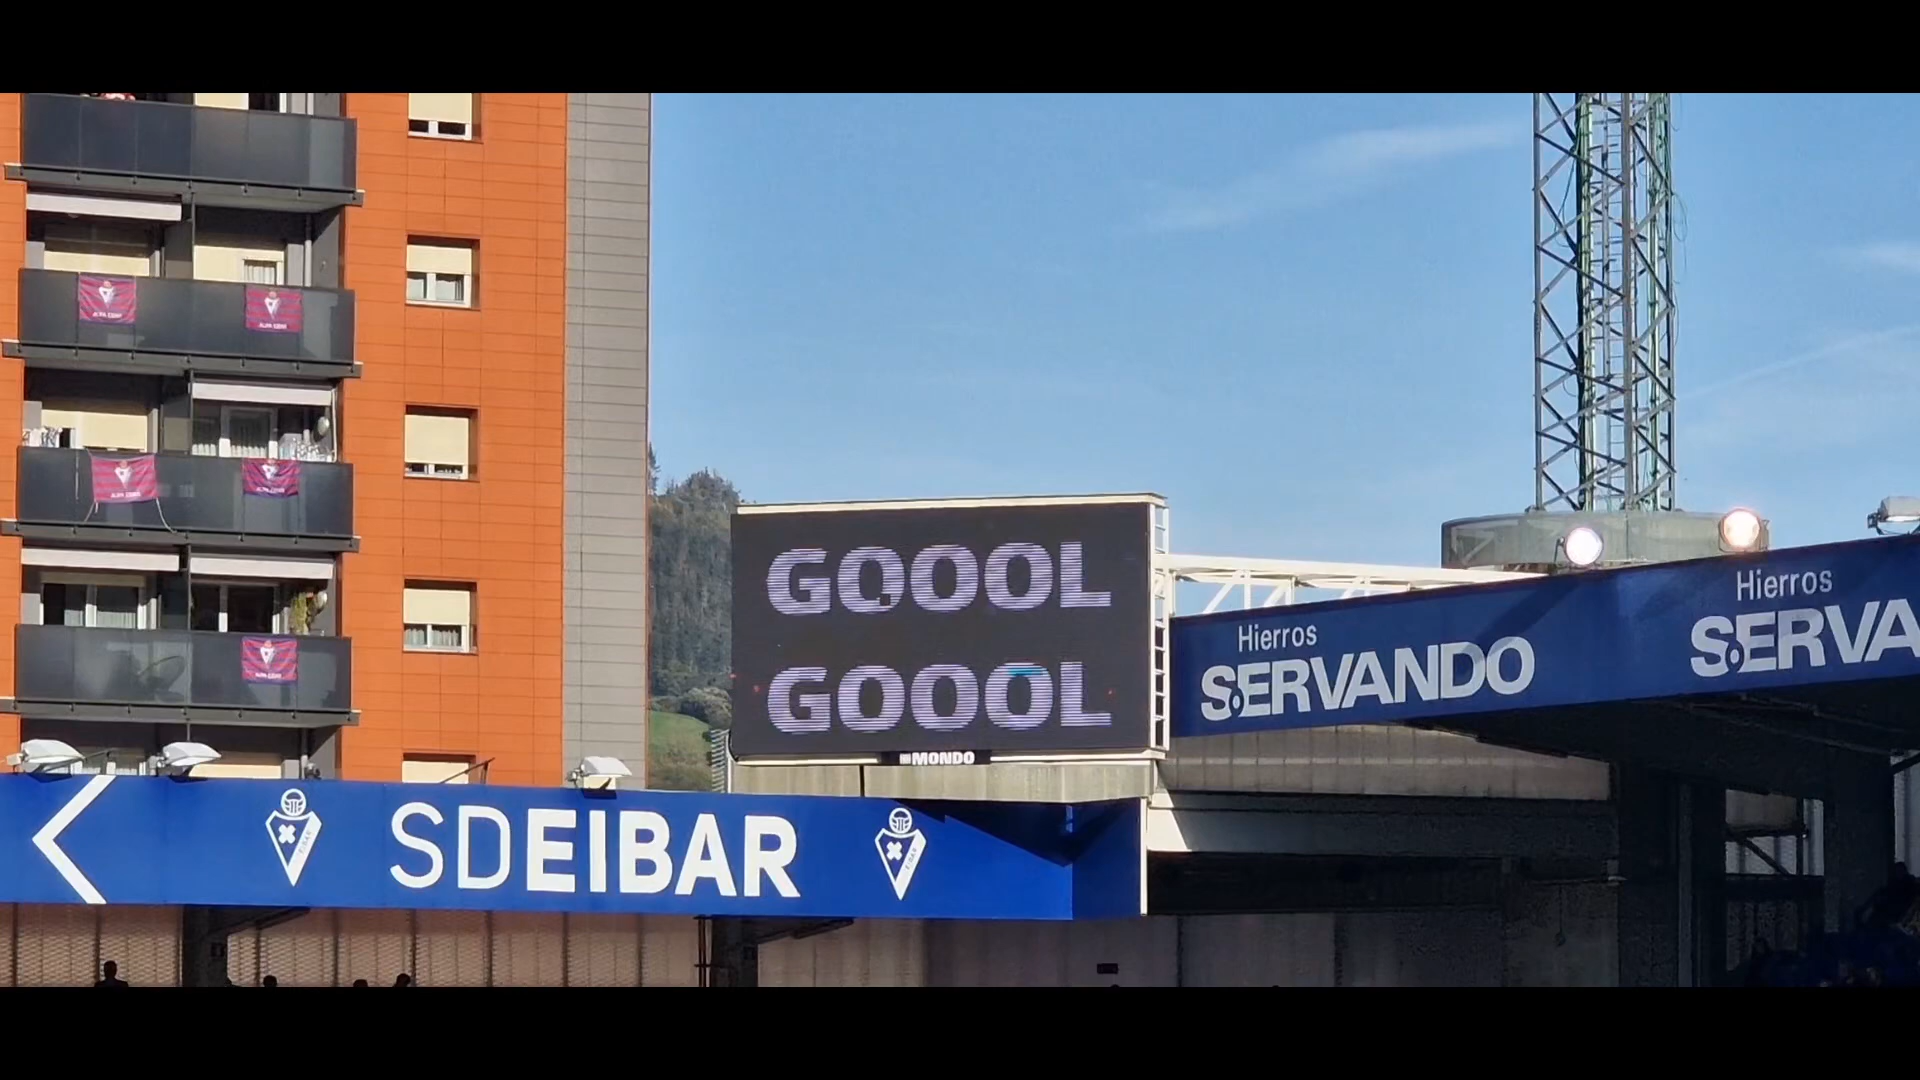 GOOOL
GOOOL
MONDO
Hierros
SERVANDO
Hierros
SERVA
SDEIBAR